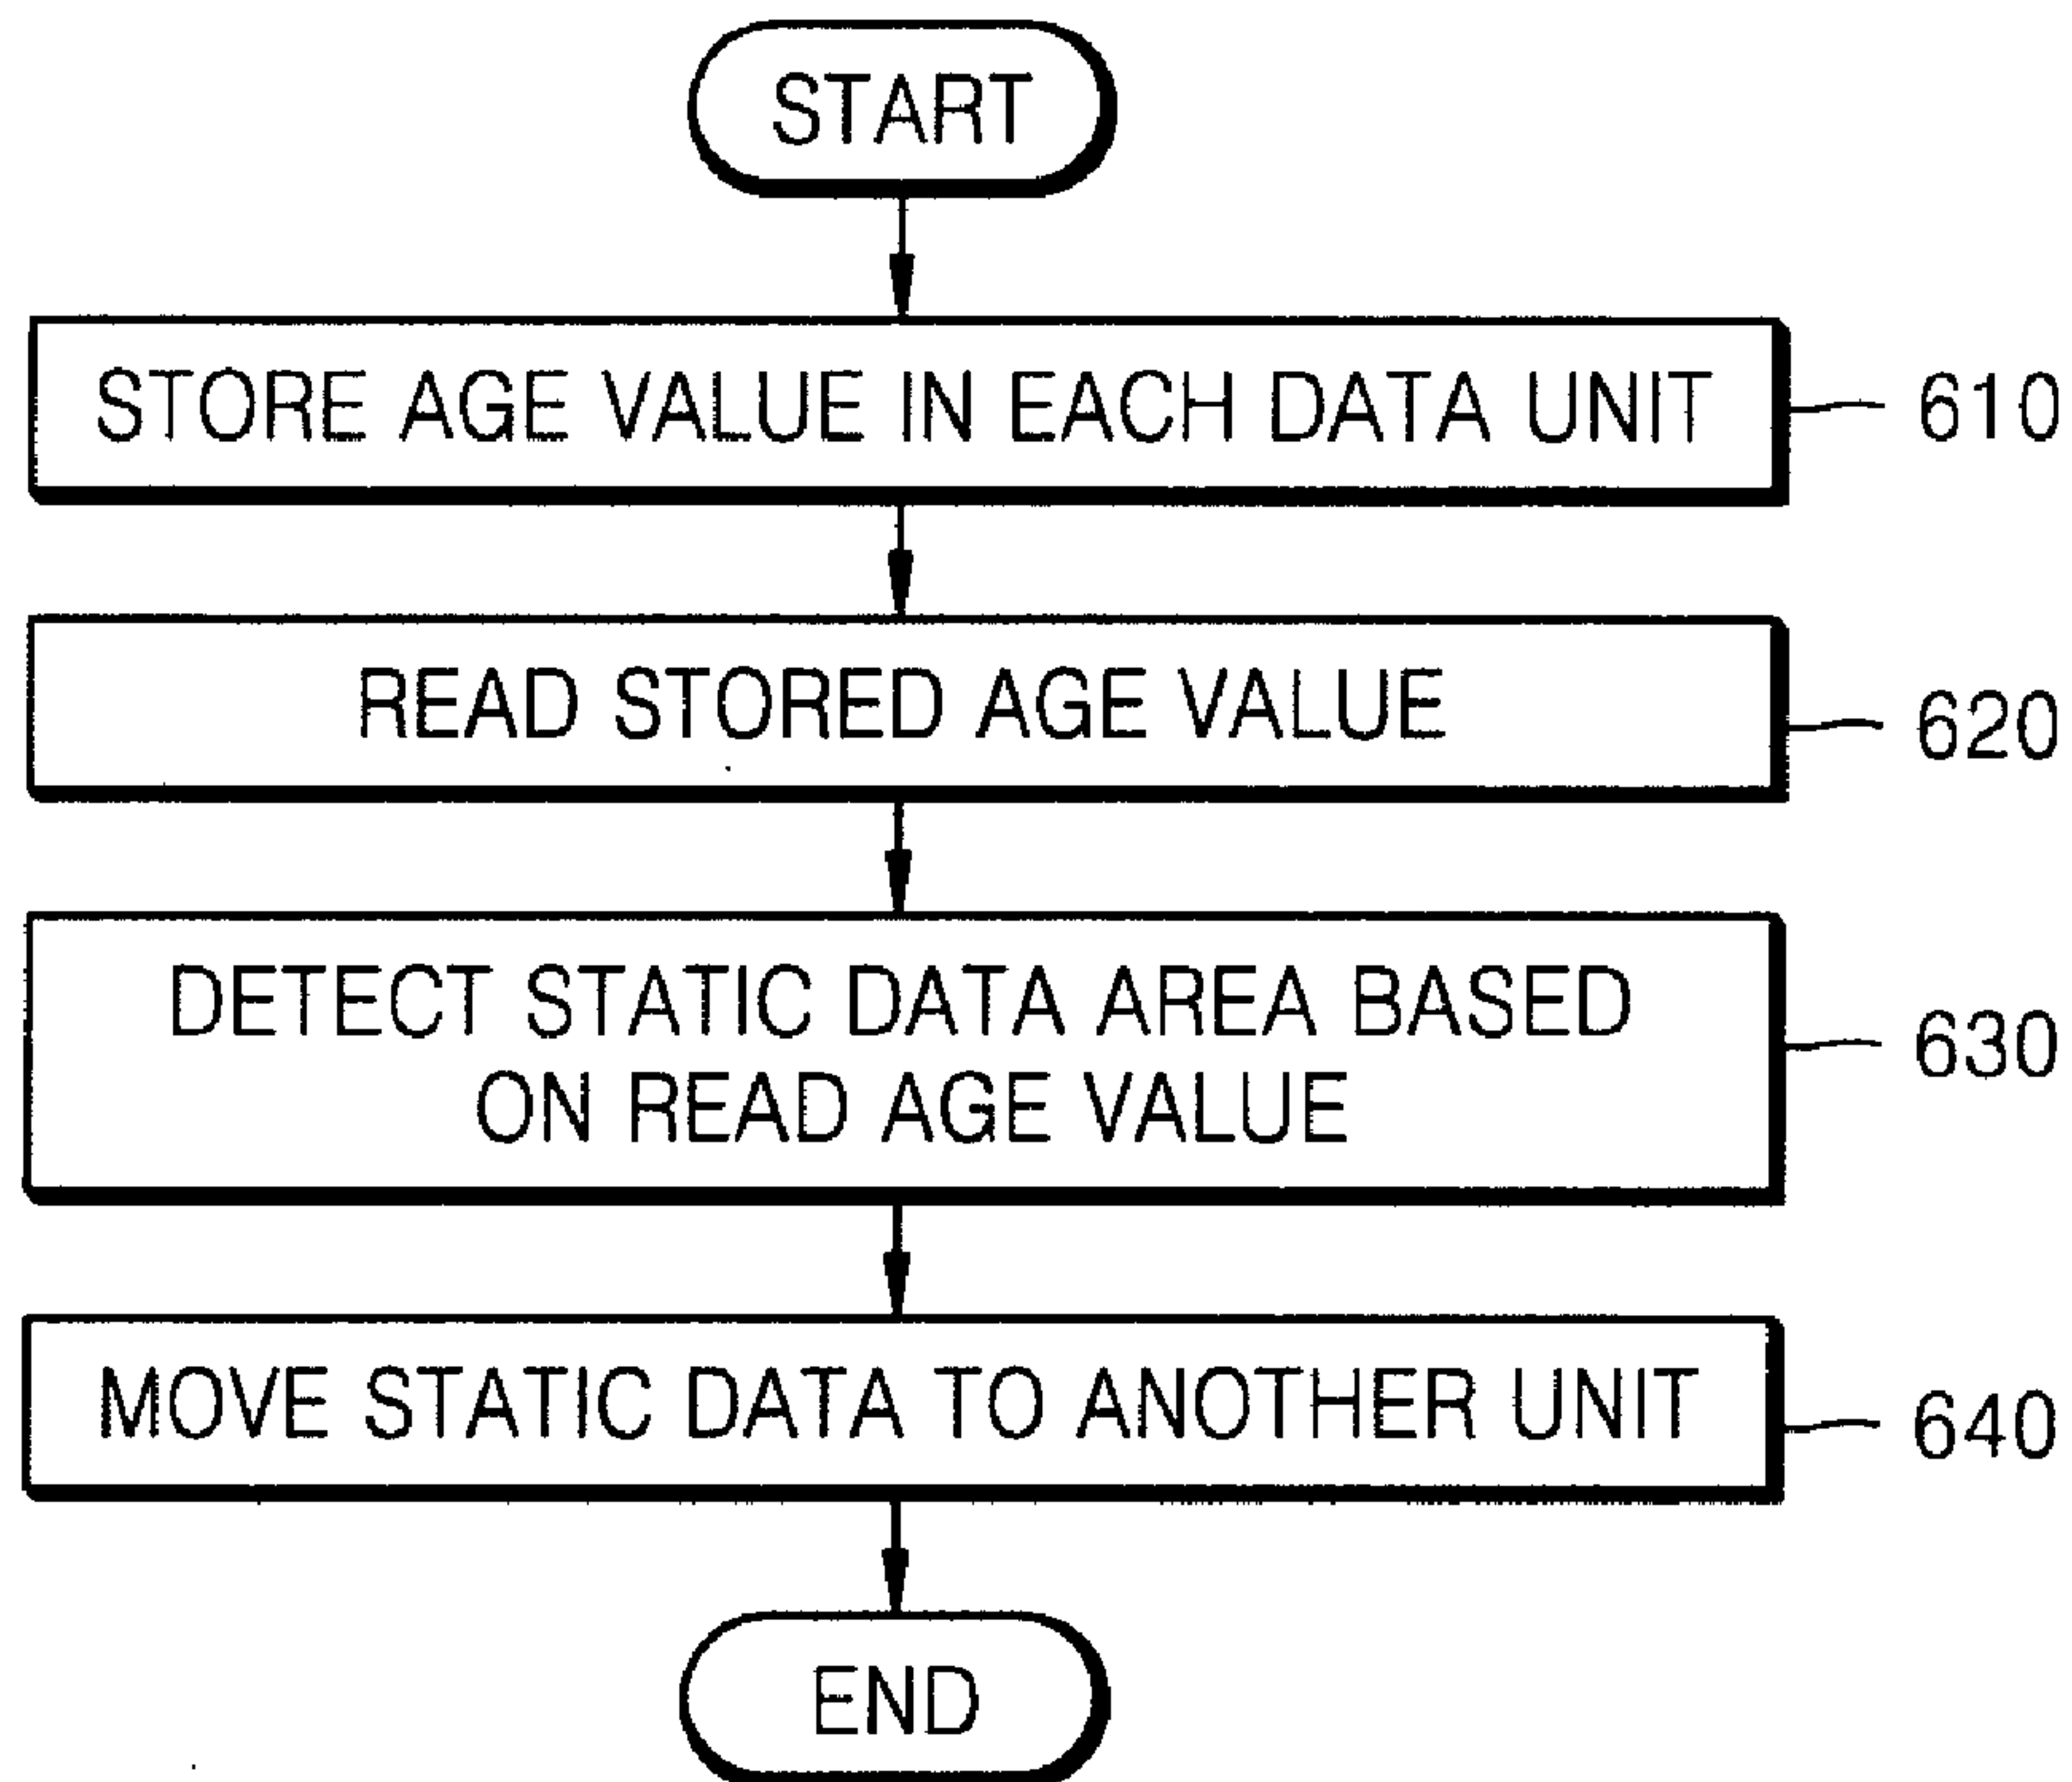 START
STORE AGE VALUE IN EACH DATA UNIT
610
READ STORED AGE VALUE
620
DETECT STATIC DATA AREA BASED
ON READ AGE VALUE
630
MOVE STATIC DATA TO ANOTHER UNIT
640
END